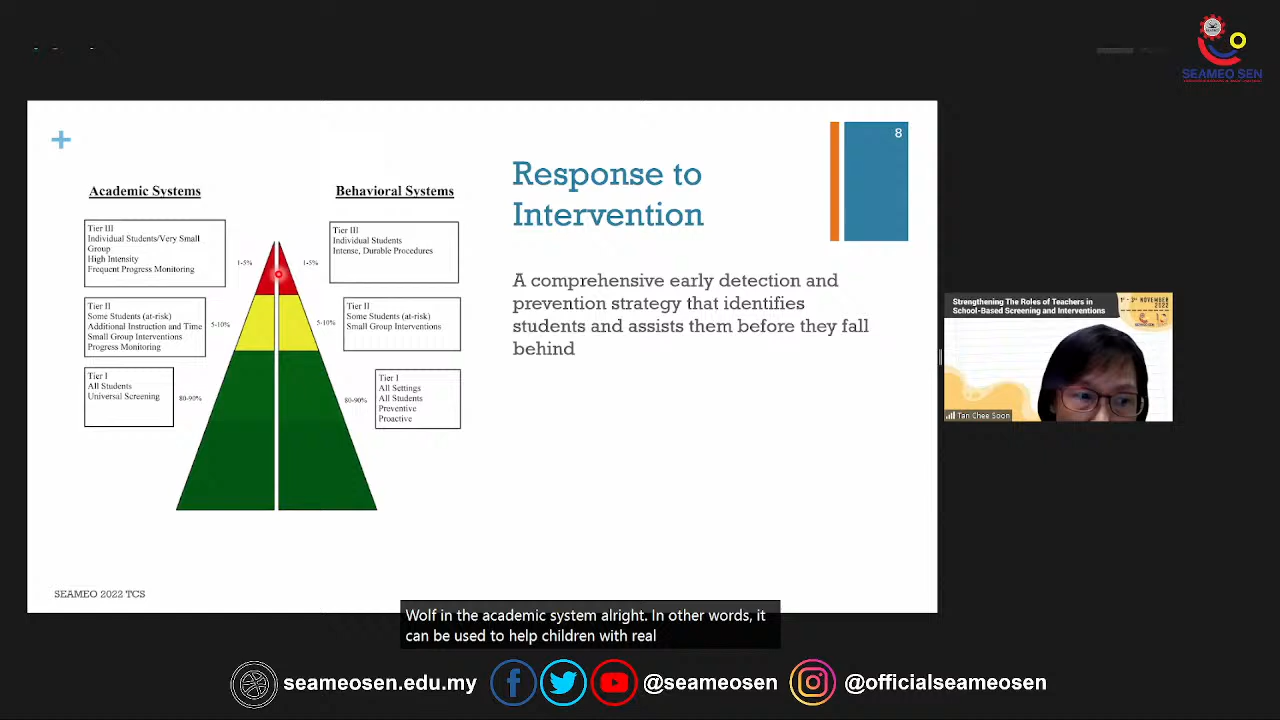 SEAMEO SEN
8
Response to
Intervention
A comprehensive early detection and
prevention strategy that identifies
students and assists them before they fall
behind
Academic Systems
Behavioral Systems
Tier III
Individual Students/Very Small
Group
High Intensity
Frequent Progress Monitoring
1-5%
1-5%
Tier III
Individual Students
Intense, Durable Procedures
Tier II
Some Students (at-risk)
Additional Instruction and Time
Small Group Interventions
Progress Monitoring
5-10%
5-10%
Tier II
Some Students (at-risk)
Small Group Interventions
Tier I
All Students
Universal Screening
80-90%
80-90%
Tier I
All Settings
All Students
Preventive
Proactive
SEAMEO 2022 TCS
Strengthening The Roles of Teachers in
School-Based Screening and Interventions
1st - 3rd NOVEMBER
2022
Tan Chee Soon
Wolf in the academic system alright. In other words, it
can be used to help children with real
seameosen.edu.my
@seameosen
@officialseameosen